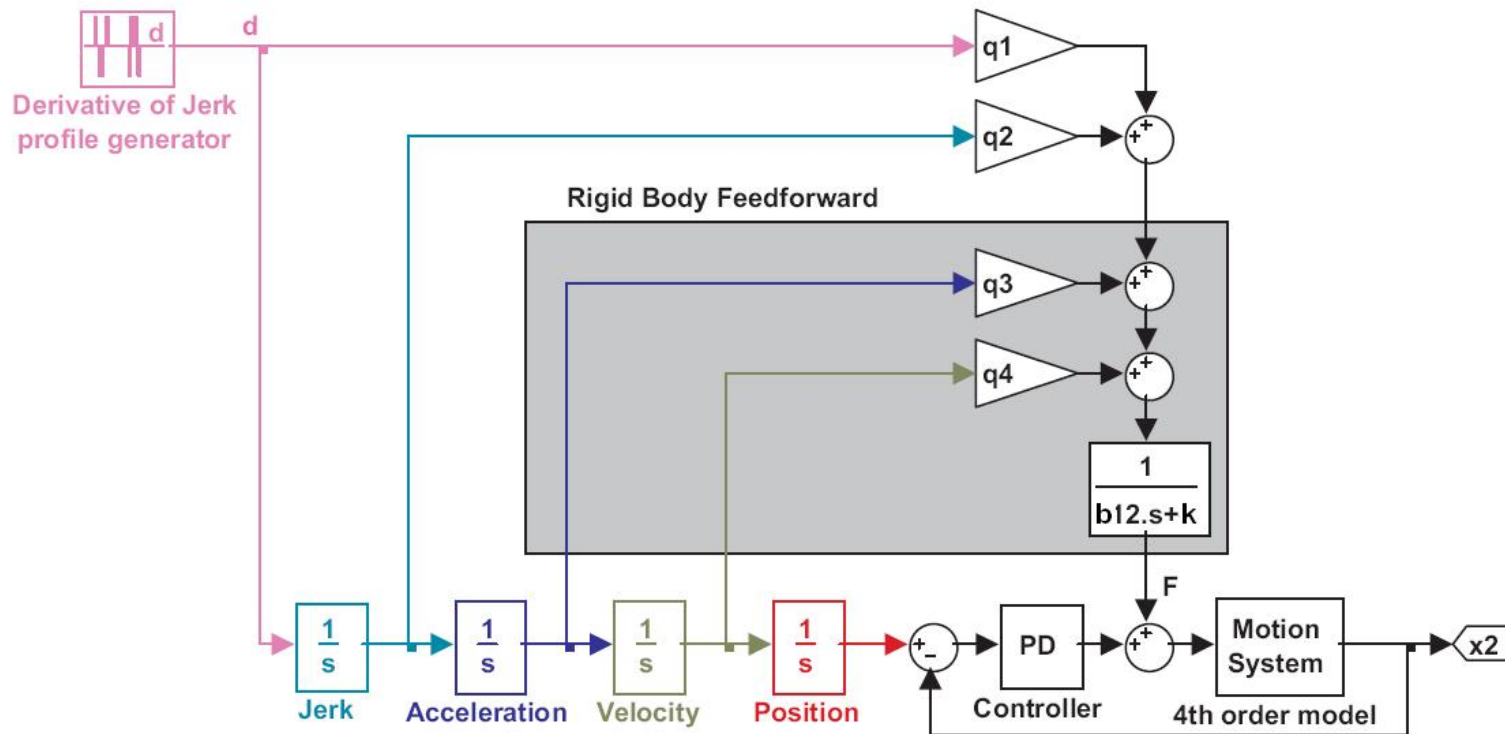 d
d
Derivative of Jerk
profile generator
q1
+
+
q2
+
+
Rigid Body Feedforward
q3
+
+
q4
+
+
1
b12.s+k
F
1
s
Jerk
1
s
Acceleration
1
s
Velocity
1
s
Position
+
-
PD
Controller
+
+
Motion
System
4th order model
x2